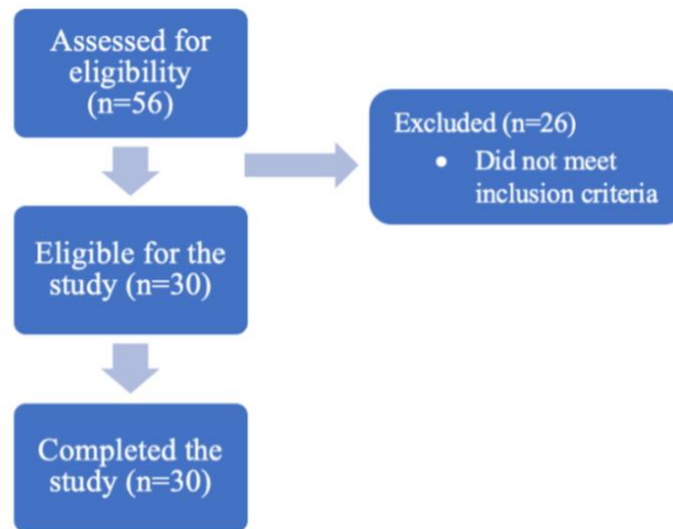 Assessed for
eligibility
(n=56)
Excluded (n=26)
• Did not meet
inclusion criteria
Eligible for the
study (n=30)
Completed the
study (n=30)